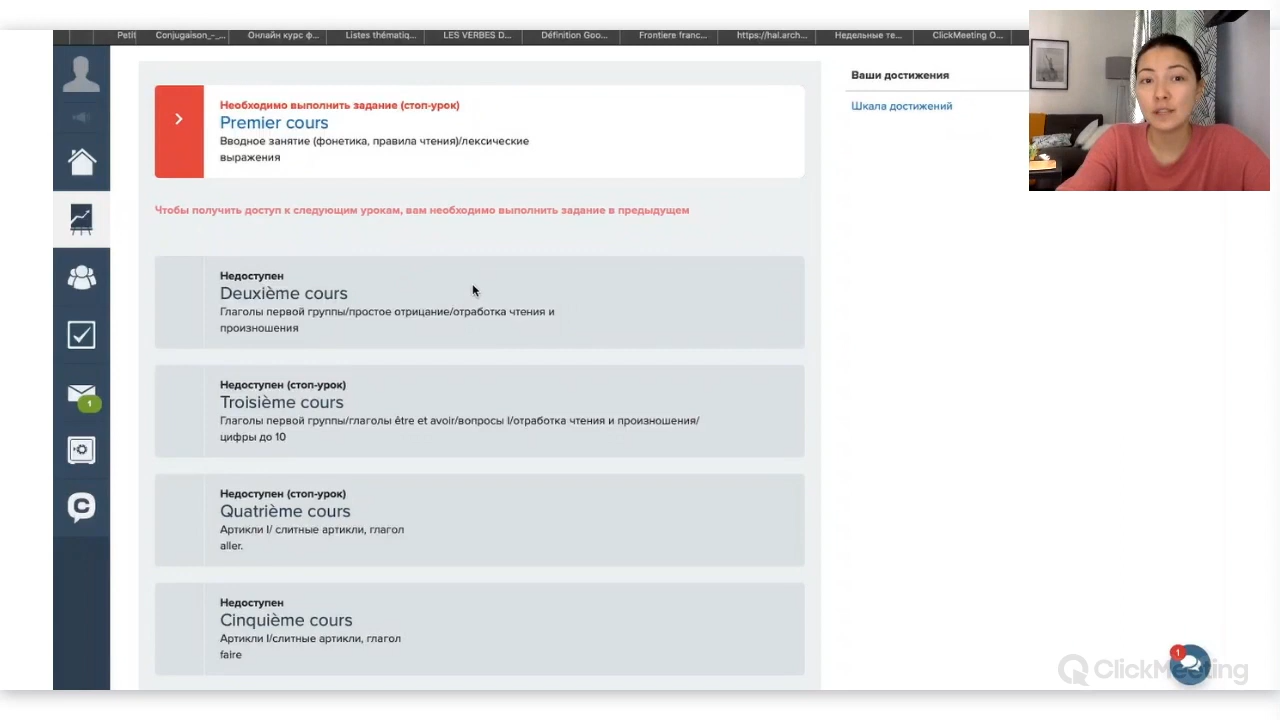 Petit
Conjugaison_-_...
Онлайн курс ф...
Listes thématiq...
LES VERBES D...
Définition Goo...
Frontiere franc...
https://hal.arch...
Недельные те...
ClickMeeting O...
Необходимо выполнить задание (стоп-урок)
Premier cours
Вводное занятие (фонетика, правила чтения)/лексические
выражения
Чтобы получить доступ к следующим урокам, вам необходимо выполнить задание в предыдущем
Недоступен
Deuxième cours
Глаголы первой группы/простое отрицание/отработка чтения и
произношения
Недоступен (стоп-урок)
Troisième cours
Глаголы первой группы/глаголы être et avoir/вопросы I/отработка чтения и произношения/
цифры до 10
Недоступен (стоп-урок)
Quatrième cours
Артикли I/ слитные артикли, глагол
aller.
Недоступен
Cinquième cours
Артикли I/слитные артикли, глагол
faire
Ваши достижения
Шкала достижений
1
1
ClickMeeting